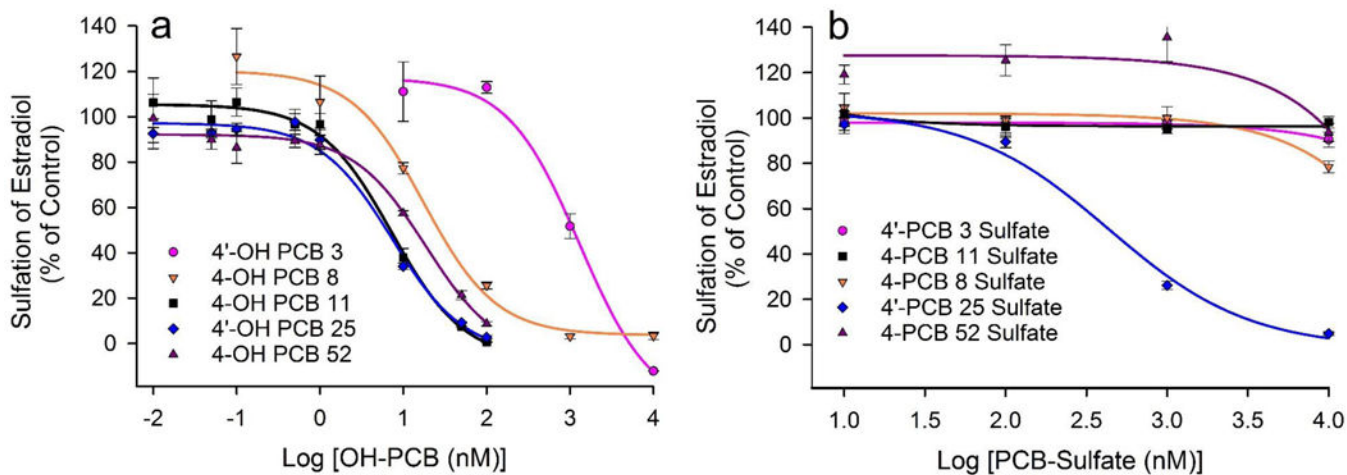 a
Sulfation of Estradiol
(% of Control)
140
120
100
80
60
40
20
0
4'-OH PCB 3
4-OH PCB 8
4-OH PCB 11
4'-OH PCB 25
4-OH PCB 52
-2
-1
0
1
2
3
4
Log [OH-PCB (nM)]
b
Sulfation of Estradiol
(% of Control)
140
120
100
80
60
40
20
0
4'-PCB 3 Sulfate
4-PCB 11 Sulfate
4-PCB 8 Sulfate
4'-PCB 25 Sulfate
4-PCB 52 Sulfate
1.0
1.5
2.0
2.5
3.0
3.5
4.0
Log [PCB-Sulfate (nM)]